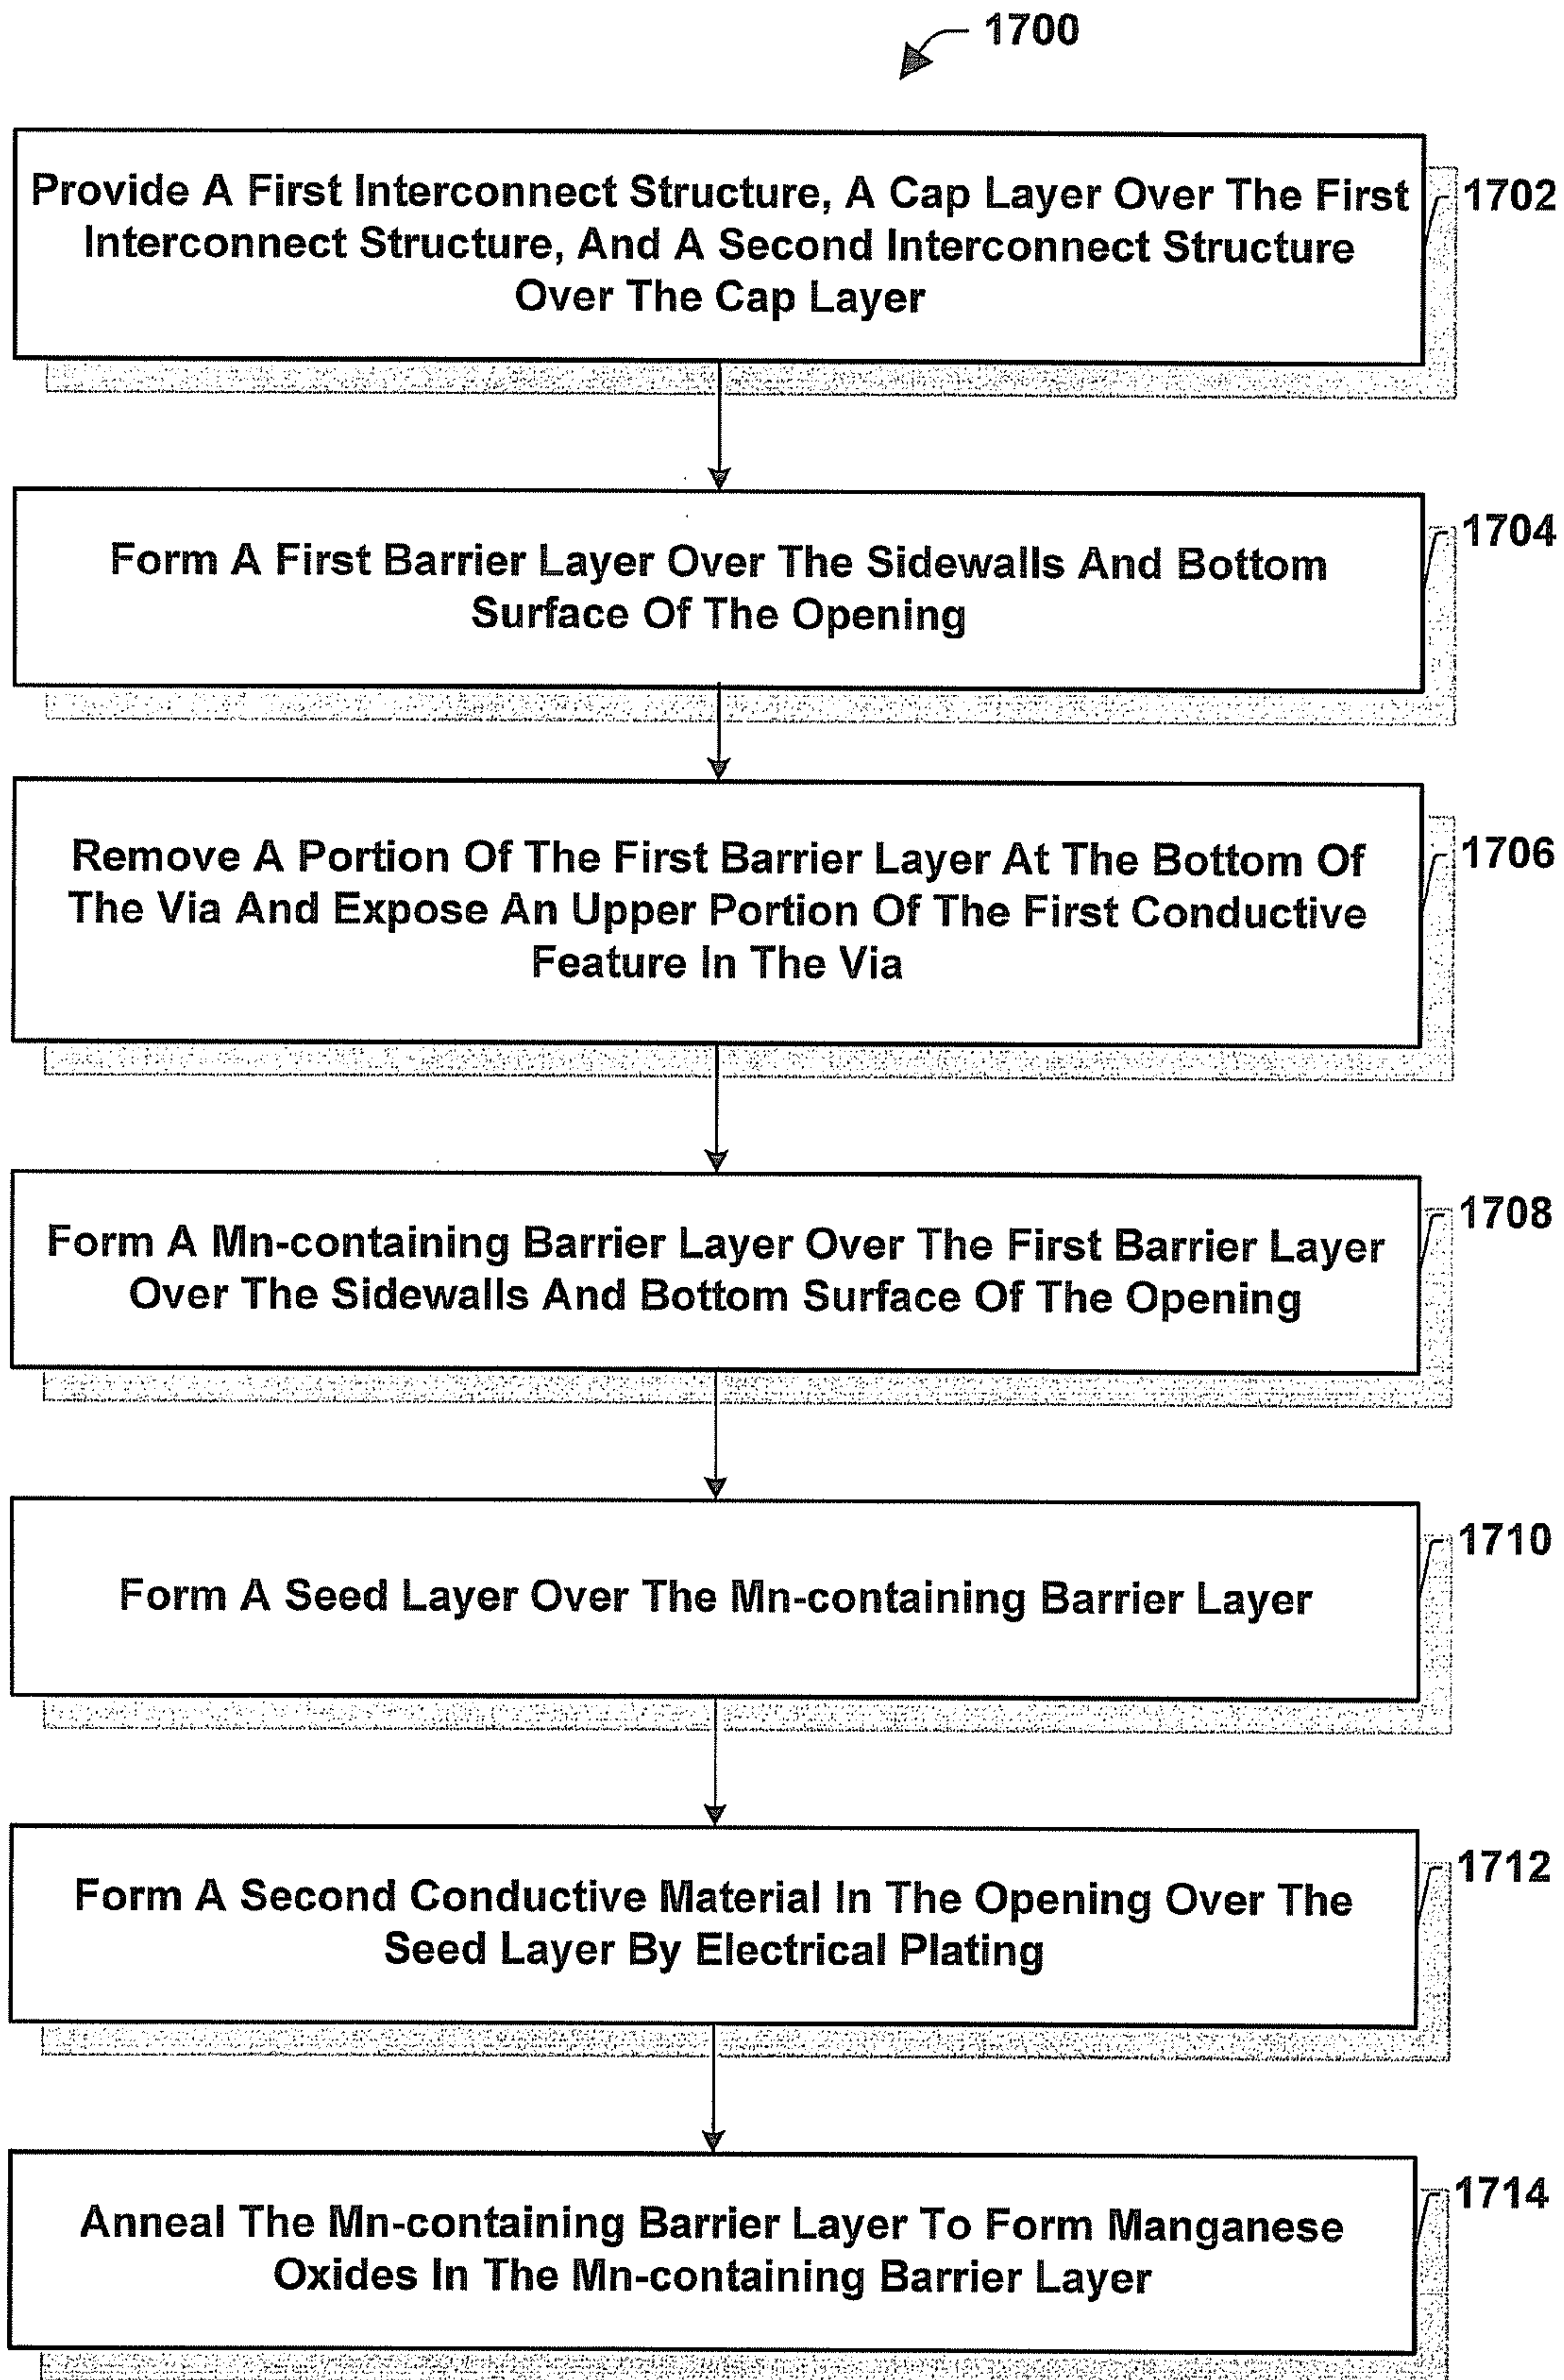 1700
Provide A First Interconnect Structure, A Cap Layer Over The First
Interconnect Structure, And A Second Interconnect Structure
Over The Cap Layer
1702
Form A First Barrier Layer Over The Sidewalls And Bottom
Surface Of The Opening
1704
Remove A Portion Of The First Barrier Layer At The Bottom Of
The Via And Expose An Upper Portion Of The First Conductive
Feature In The Via
1706
Form A Mn-containing Barrier Layer Over The First Barrier Layer
Over The Sidewalls And Bottom Surface Of The Opening
1708
Form A Seed Layer Over The Mn-containing Barrier Layer
1710
Form A Second Conductive Material In The Opening Over The
Seed Layer By Electrical Plating
1712
Anneal The Mn-containing Barrier Layer To Form Manganese
Oxides In The Mn-containing Barrier Layer
1714